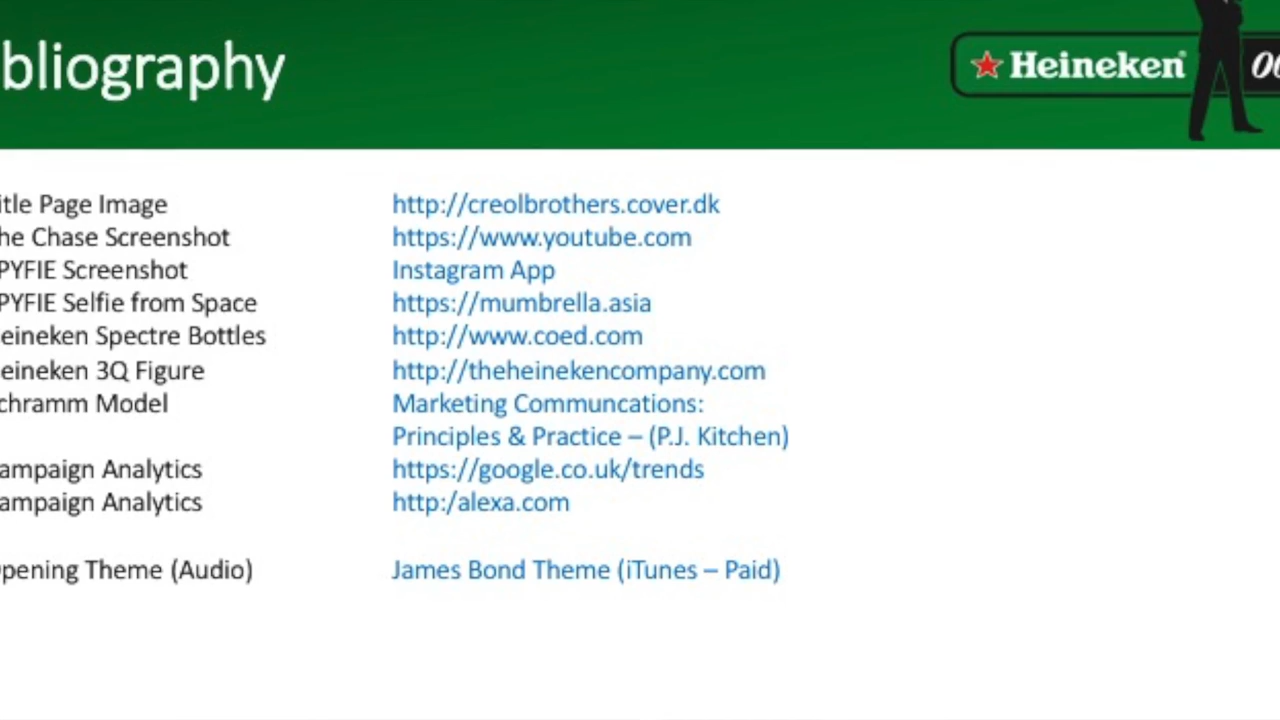 bliography
Heineken 00
itle Page Image http://creolbrothers.cover.dk
he Chase Screenshot https://www.youtube.com
PYFIE Screenshot Instagram App
PYFIE Selfie from Space https://mumbrella.asia
eineken Spectre Bottles http://www.coed.com
eineken 3Q Figure http://theheinekencompany.com
chramm Model Marketing Communcations:
Principles & Practice – (P.J. Kitchen)
ampaign Analytics https://google.co.uk/trends
ampaign Analytics http:/alexa.com
pening Theme (Audio) James Bond Theme (iTunes – Paid)